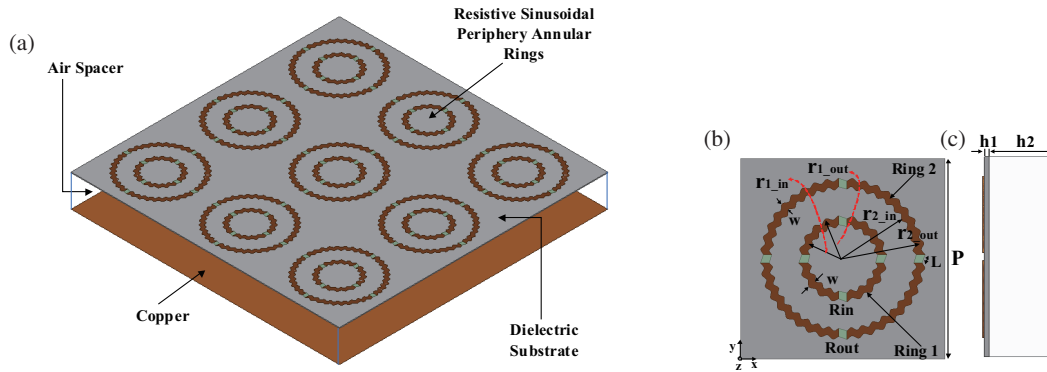 (a)
Resistive Sinusoidal
Periphery Annular
Rings
Air Spacer
Copper
Dielectric
Substrate
(b)
r1_in
r1_out
Ring 2
w
r2_in
r2_out
L
P
w
Rin
Rout
Ring 1
y
z
x
(c)
h1
h2